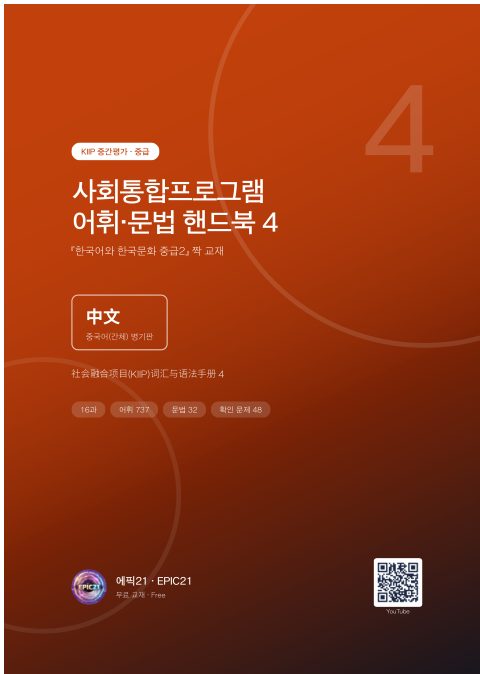 4
KIIP 중간평가 · 중급
사회통합프로그램
어휘·문법 핸드북 4
『한국어와 한국문화 중급2』 짝 교재
中文
중국어(간체) 병기판
社会融合项目(KIIP)词汇与语法手册 4
16과 어휘 737 문법 32 확인 문제 48
EPIC21
에픽21 · EPIC21
무료 교재 · Free
YouTube